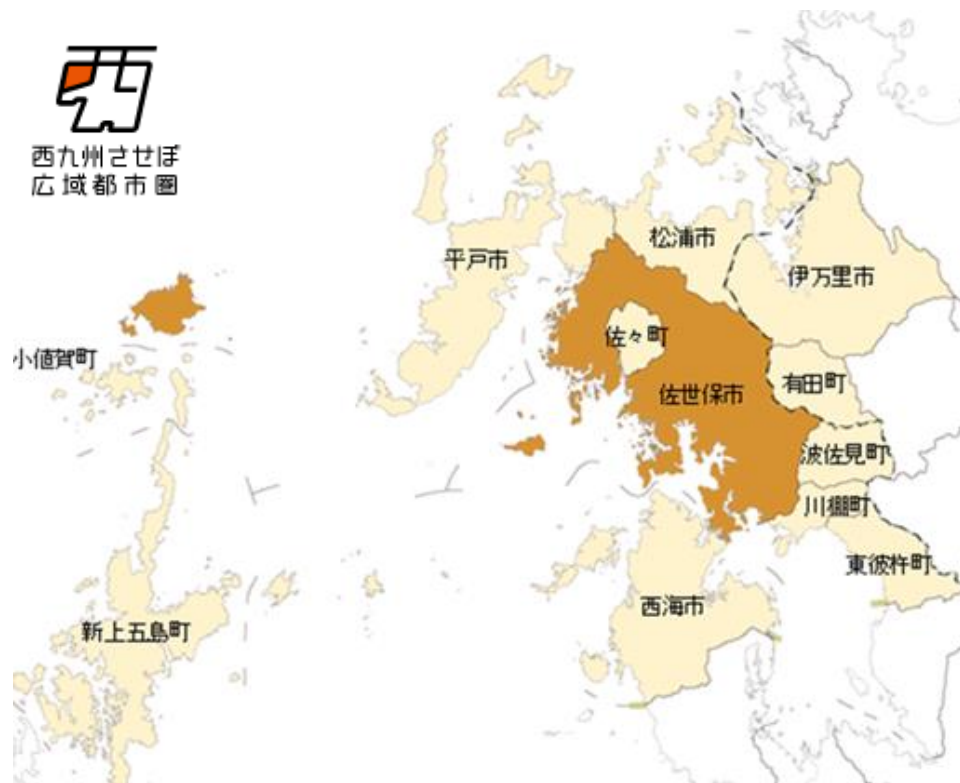 西九州させぼ
広域都市圏
松浦市
平戸市
伊万里市
佐々町
小値賀町
有田町
佐世保市
波佐見町
川棚町
東彼杵町
西海市
新上五島町